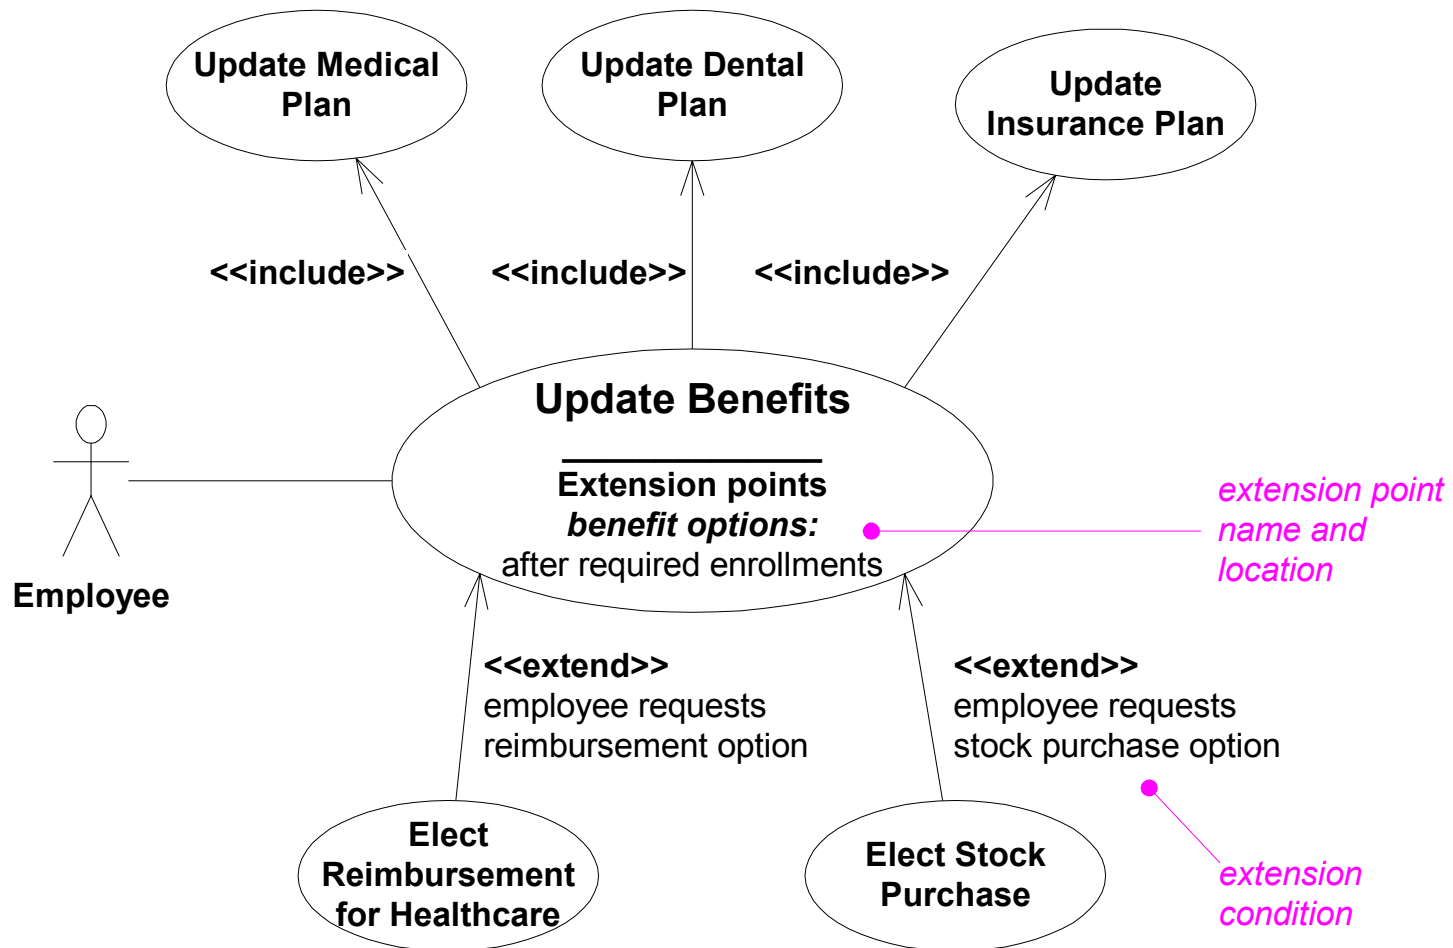 Update Medical
Plan
Update Dental
Plan
Update
Insurance Plan
<<include>>
<<include>>
<<include>>
Update Benefits
Extension points
benefit options:
after required enrollments
extension point
name and
location
Employee
<<extend>>
employee requests
reimbursement option
<<extend>>
employee requests
stock purchase option
Elect
Reimbursement
for Healthcare
Elect Stock
Purchase
extension
condition